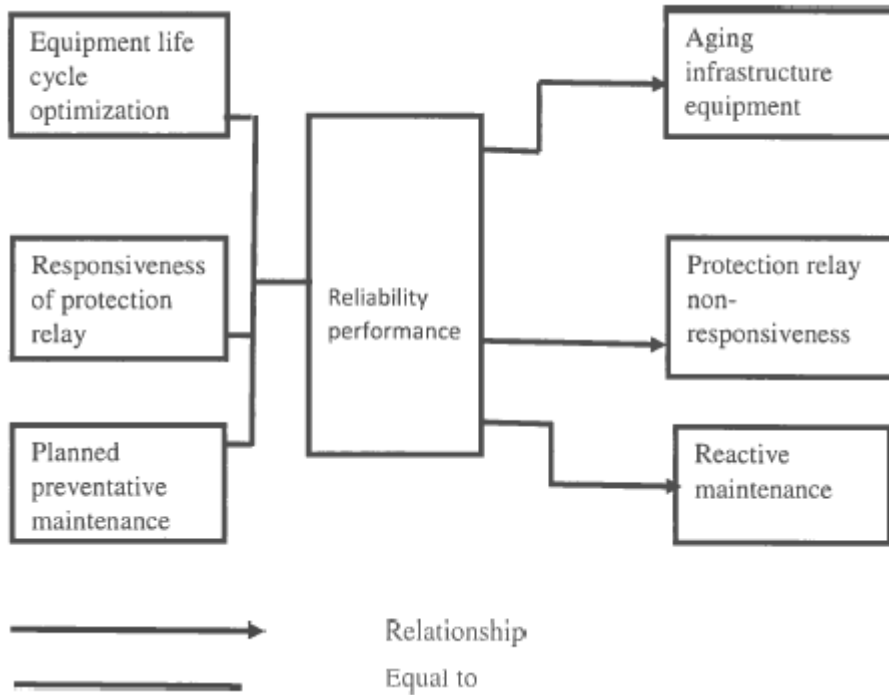 Equipment life
cycle
optimization
Responsiveness
of protection
relay
Planned
preventative
maintenance
Reliability
performance
Aging
infrastructure
equipment
Protection relay
non-
responsiveness
Reactive
maintenance
Relationship
Equal to